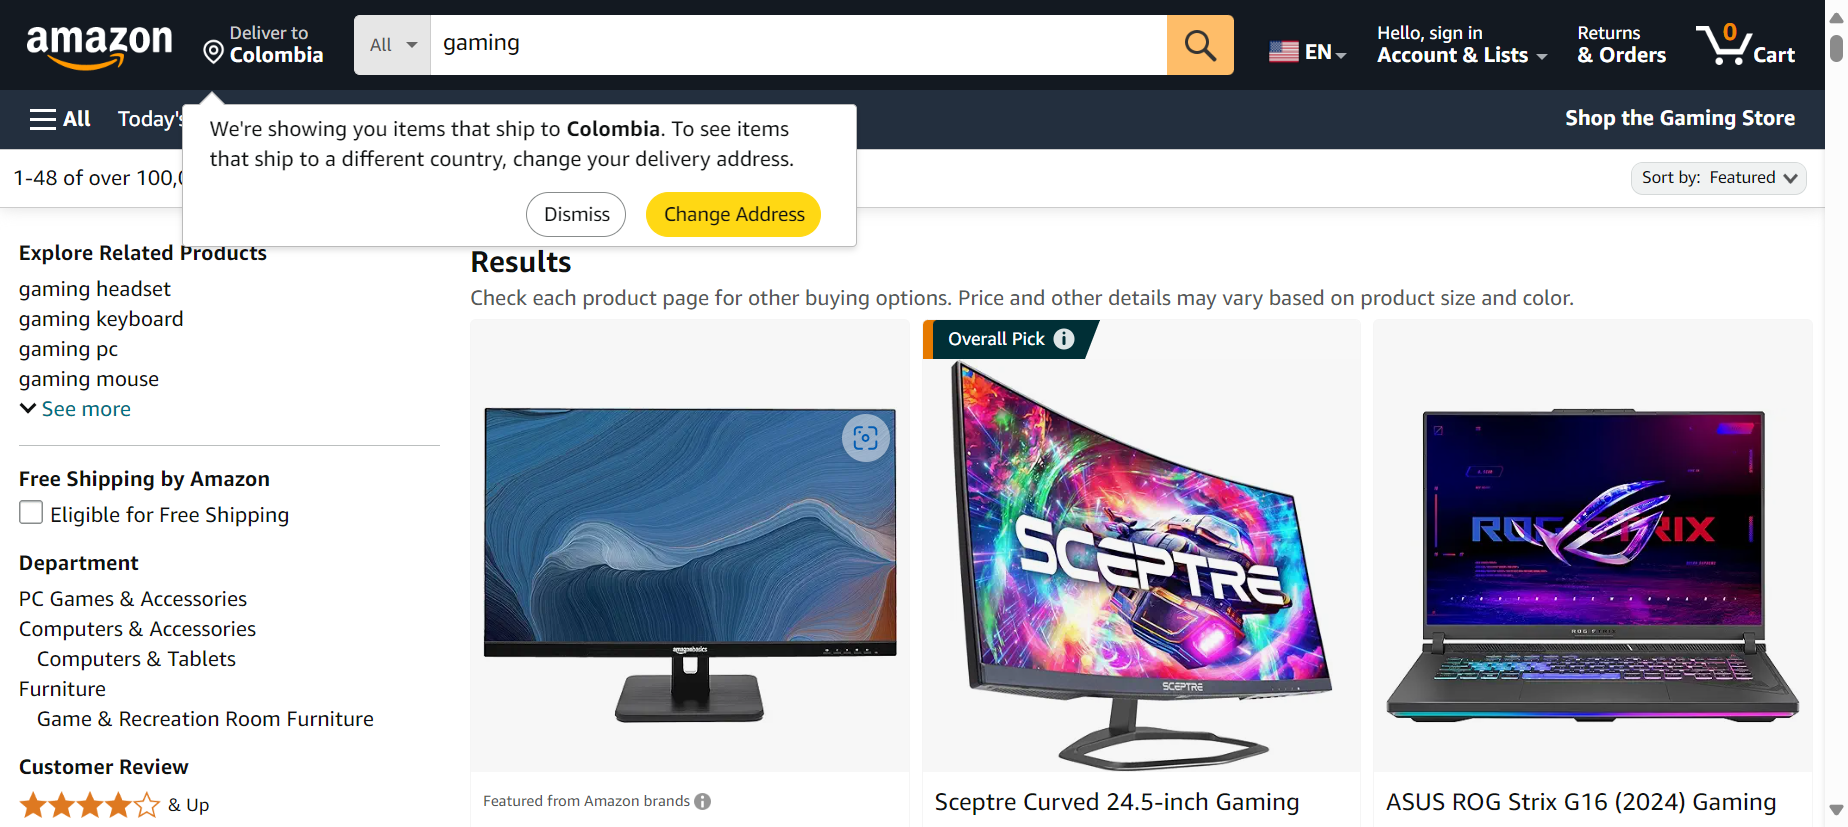 amazon
Deliver to
Colombia
All
gaming
EN
Hello, sign in
Account & Lists
Returns
& Orders
0
Cart
All
Today's
Shop the Gaming Store
We're showing you items that ship to Colombia. To see items
that ship to a different country, change your delivery address.
Dismiss
Change Address
1-48 of over 100,
Sort by: Featured
Explore Related Products
gaming headset
gaming keyboard
gaming pc
gaming mouse
See more
Free Shipping by Amazon
Eligible for Free Shipping
Department
PC Games & Accessories
Computers & Accessories
Computers & Tablets
Furniture
Game & Recreation Room Furniture
Customer Review
& Up
Results
Check each product page for other buying options. Price and other details may vary based on product size and color.
amazonbasics
Featured from Amazon brands
Overall Pick
SCEPTRE
SCEPTRE
Sceptre Curved 24.5-inch Gaming
ROG STRIX
ROG STRIX
ASUS ROG Strix G16 (2024) Gaming